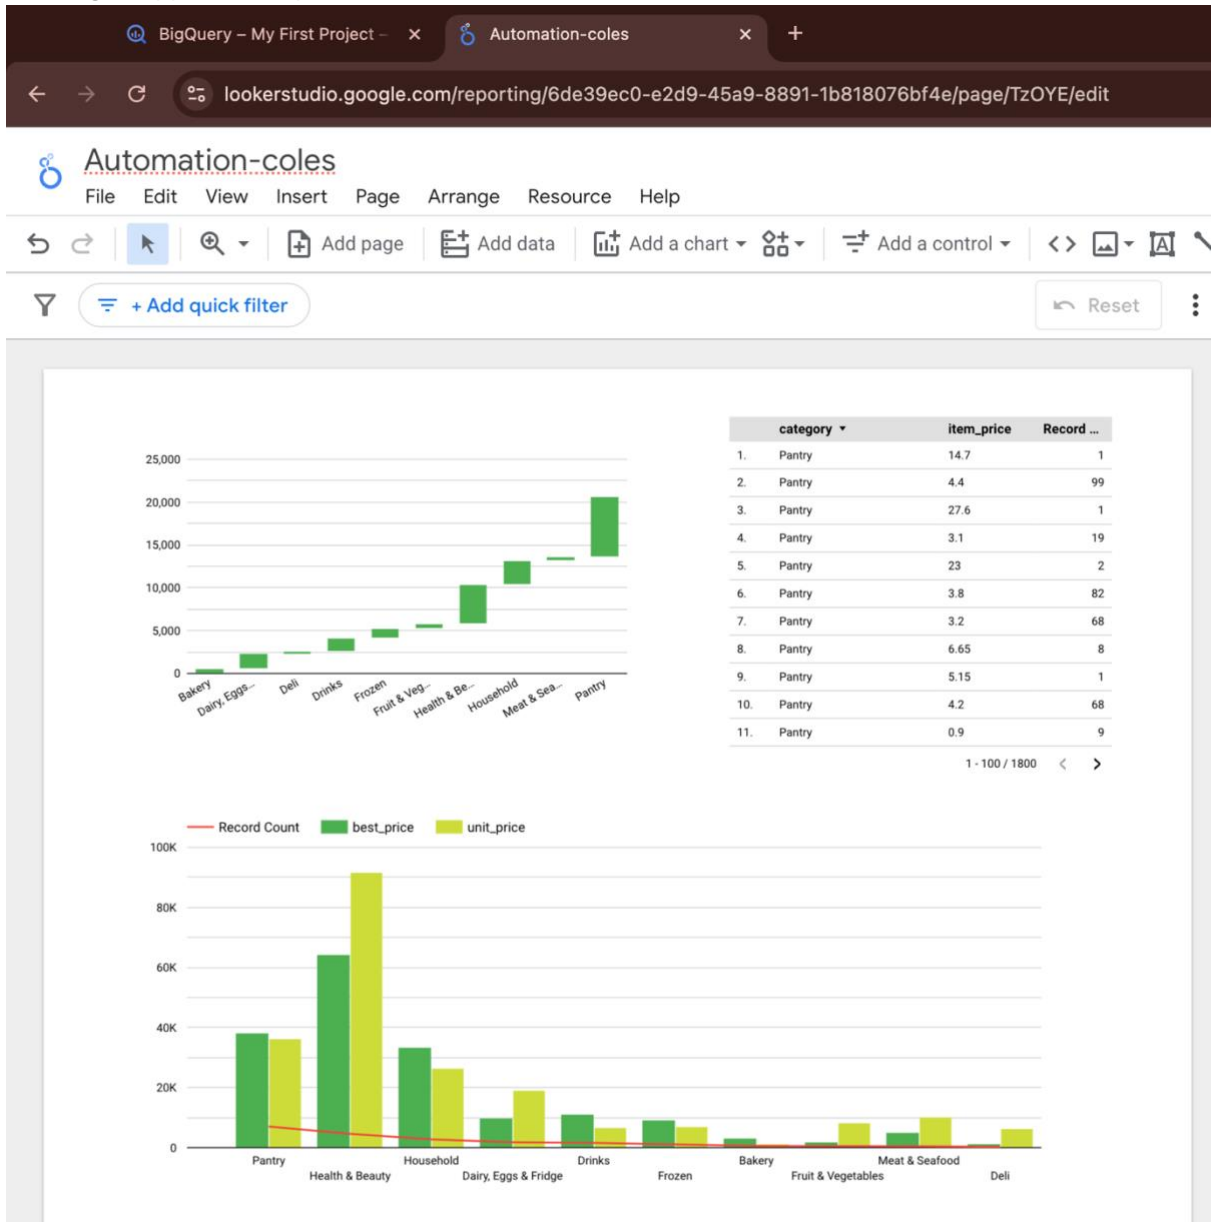 BigQuery – My First Project –
Automation-coles
lookerstudio.google.com/reporting/6de39ec0-e2d9-45a9-8891-1b818076bf4e/page/TzOYE/edit
Automation-coles
File Edit View Insert Page Arrange Resource Help
Add page Add data Add a chart Add a control
+ Add quick filter Reset
25,000
20,000
15,000
10,000
5,000
0
Bakery Dairy, Eggs... Deli Drinks Frozen Fruit & Veg... Health & Be... Household Meat & Sea... Pantry
category item_price Record ...
1. Pantry 14.7 1
2. Pantry 4.4 99
3. Pantry 27.6 1
4. Pantry 3.1 19
5. Pantry 23 2
6. Pantry 3.8 82
7. Pantry 3.2 68
8. Pantry 6.65 8
9. Pantry 5.15 1
10. Pantry 4.2 68
11. Pantry 0.9 9
1 - 100 / 1800
Record Count best_price unit_price
100K
80K
60K
40K
20K
0
Pantry Household Drinks Bakery Meat & Seafood
Health & Beauty Dairy, Eggs & Fridge Frozen Fruit & Vegetables Deli